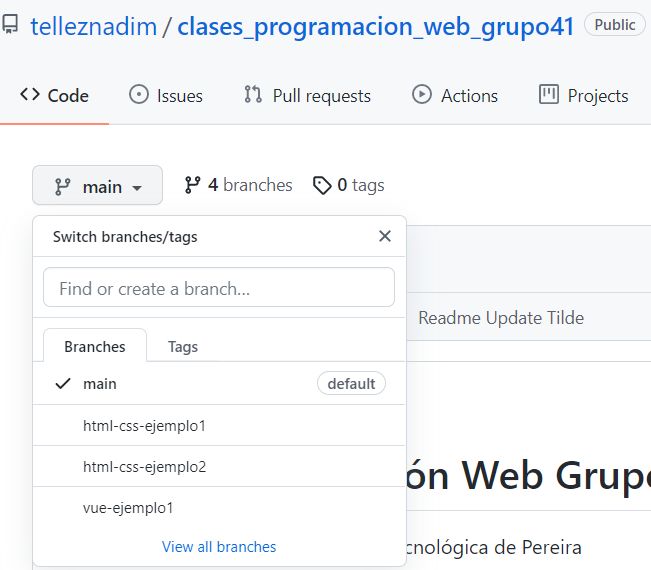 telleznadim / clases_programacion_web_grupo41 Public
Code Issues Pull requests Actions Projects
main 4 branches 0 tags
Switch branches/tags
Find or create a branch...
Readme Update Tilde
Branches Tags
main default
html-css-ejemplo1
html-css-ejemplo2
ón Web Grupo
vue-ejemplo1
View all branches
cnológica de Pereira